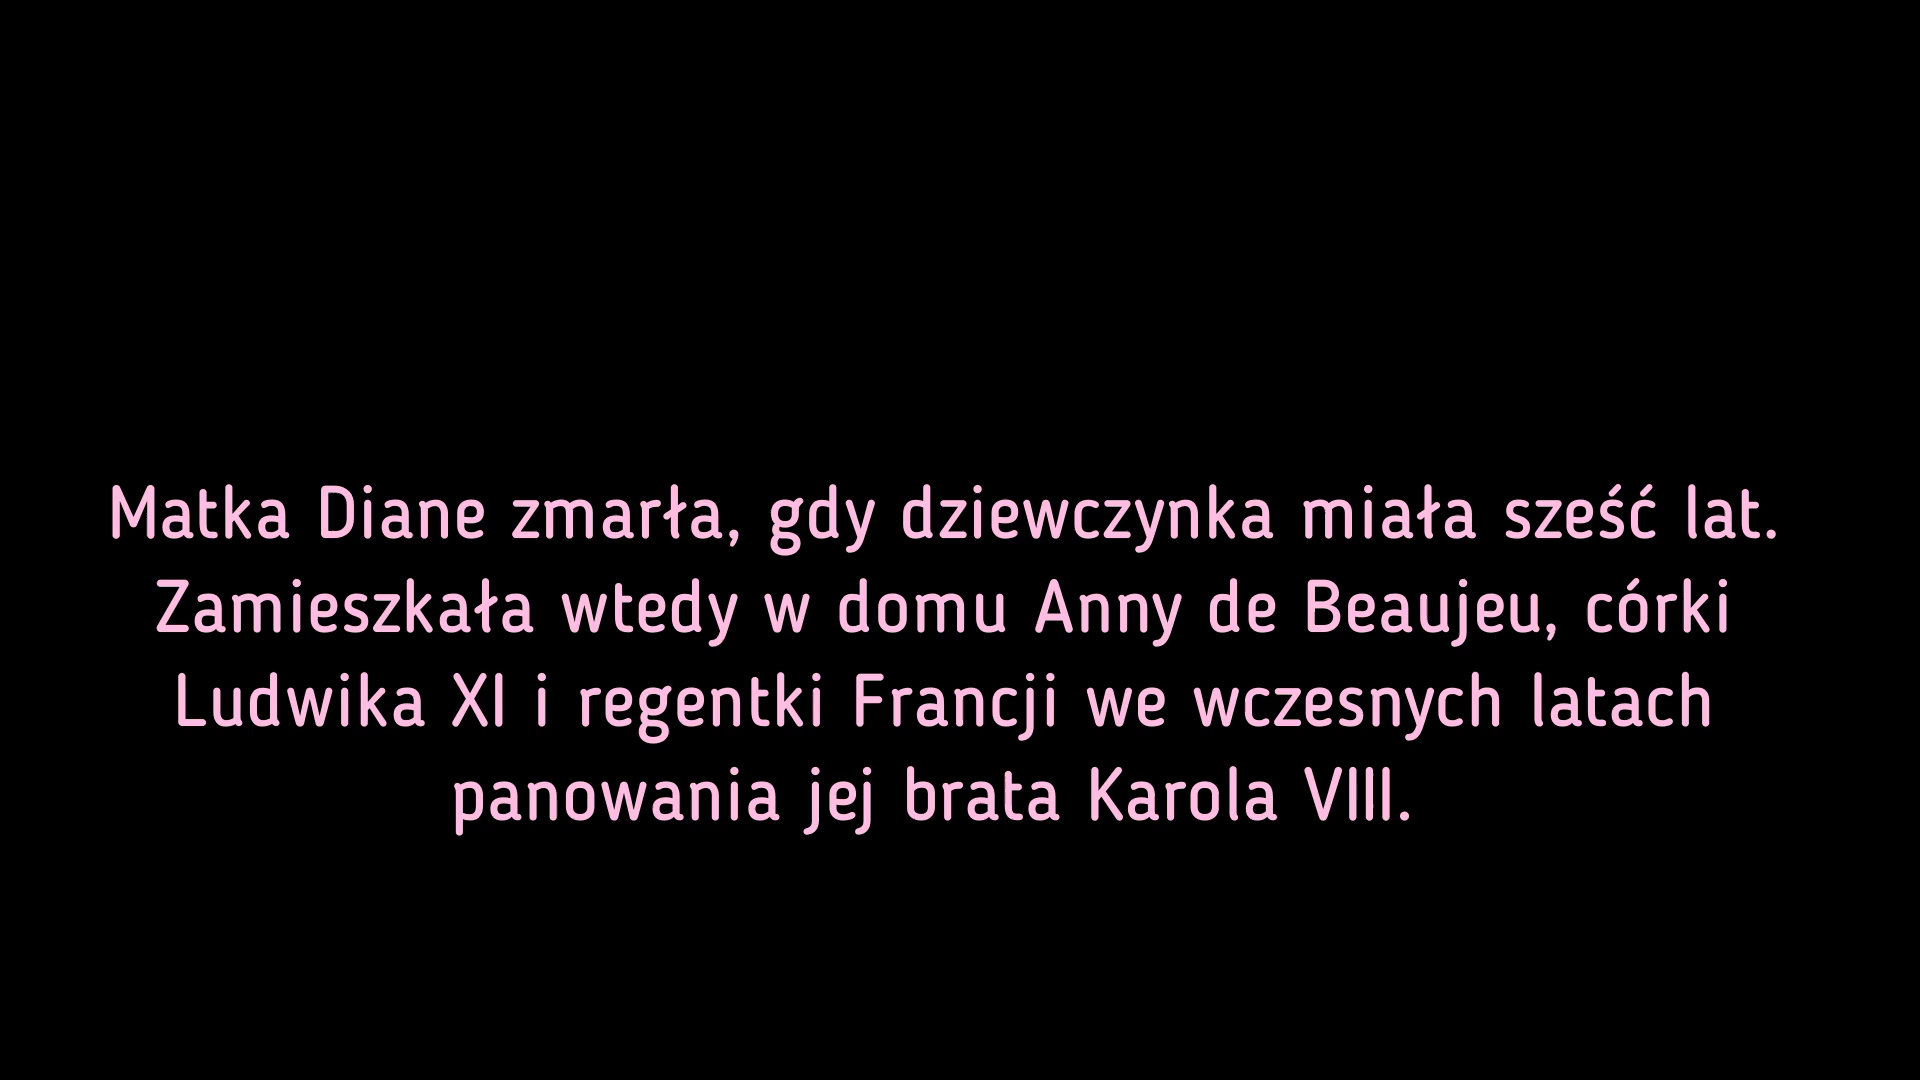 Matka Diane zmarła, gdy dziewczynka miała sześć lat.
Zamieszkała wtedy w domu Anny de Beaujeu, córki
Ludwika XI i regentki Francji we wczesnych latach
panowania jej brata Karola VIII.